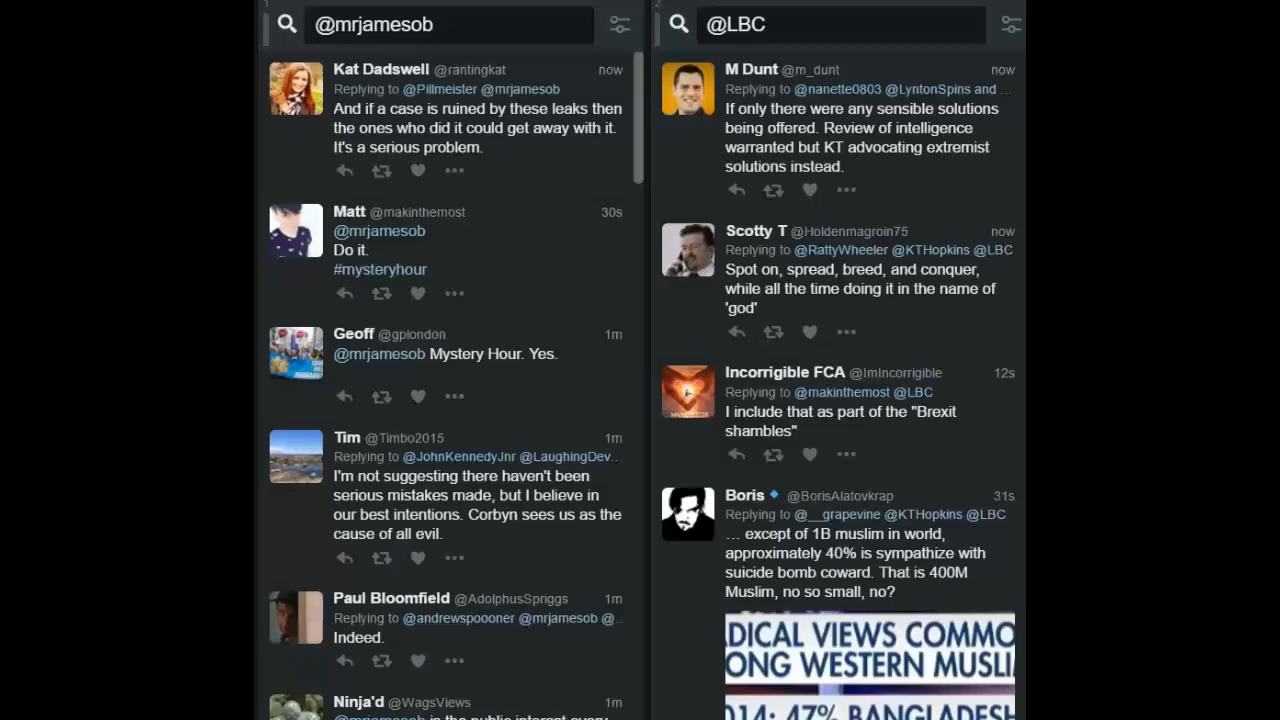 @mrjamesob
Kat Dadswell @rantingkat now
Replying to @Pillmeister @mrjamesob
And if a case is ruined by these leaks then
the ones who did it could get away with it.
It's a serious problem.
Matt @makinthemost 30s
@mrjamesob
Do it.
#mysteryhour
Geoff @gplondon 1m
@mrjamesob Mystery Hour. Yes.
Tim @Timbo2015 1m
Replying to @JohnKennedyJnr @LaughingDev…
I'm not suggesting there haven't been
serious mistakes made, but I believe in
our best intentions. Corbyn sees us as the
cause of all evil.
Paul Bloomfield @AdolphusSpriggs 1m
Replying to @andrewspoooner @mrjamesob @…
Indeed.
Ninja'd @WagsViews 1m
@mrjamesob is the public interest every
2
@LBC
M Dunt @m_dunt now
Replying to @nanette0803 @LyntonSpins and …
If only there were any sensible solutions
being offered. Review of intelligence
warranted but KT advocating extremist
solutions instead.
Scotty T @Holdenmagroin75 now
Replying to @RattyWheeler @KTHopkins @LBC
Spot on, spread, breed, and conquer,
while all the time doing it in the name of
'god'
Incorrigible FCA @ImIncorrigible 12s
Replying to @makinthemost @LBC
I include that as part of the "Brexit
shambles"
Boris @BorisAlatovkrap 31s
Replying to @__grapevine @KTHopkins @LBC
… except of 1B muslim in world,
approximately 40% is sympathize with
suicide bomb coward. That is 400M
Muslim, no so small, no?
DICAL VIEWS COMMO
ONG WESTERN MUSLI
014: 47% BANGLADESH